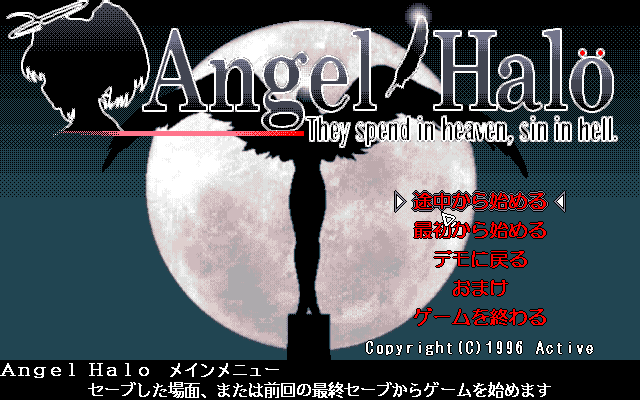 Angel Halö
They spend in heaven, sin in hell.
途中から始める
最初から始める
デモに戻る
おまけ
ゲームを終わる
Copyright(C)1996 Active
Ａｎｇｅｌ Ｈａｌｏ メインメニュー
セーブした場面、または前回の最終セーブからゲームを始めます